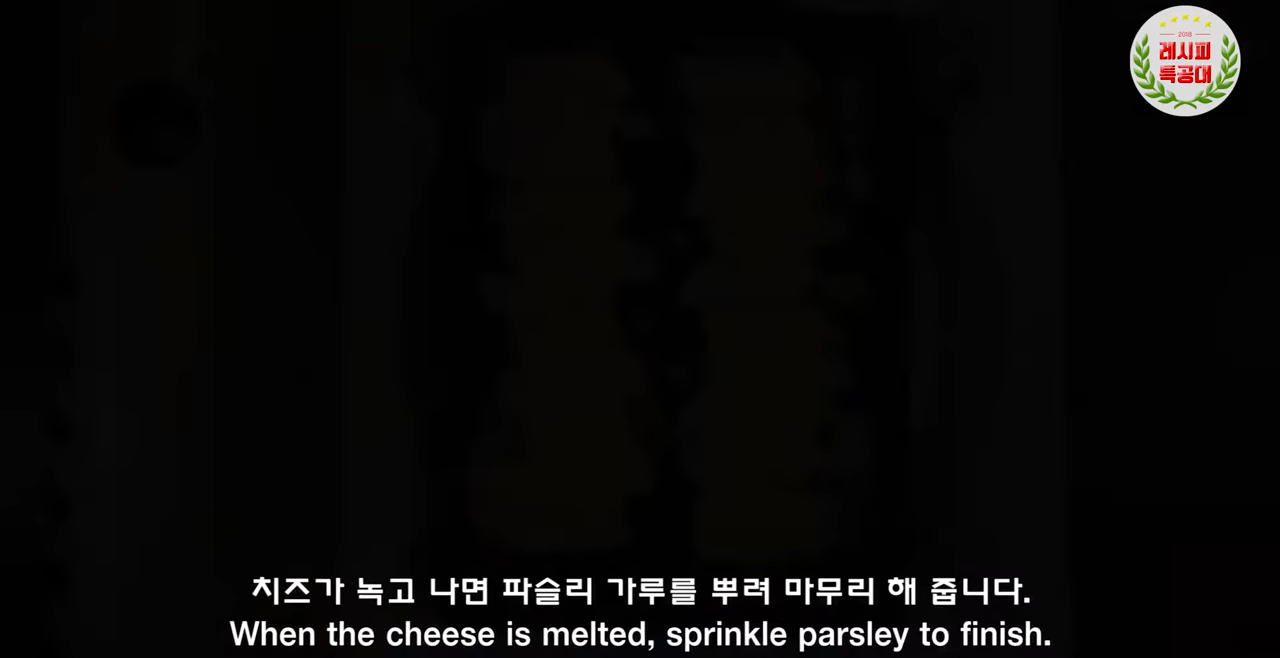 2018
레시피
특공대
치즈가 녹고 나면 파슬리 가루를 뿌려 마무리 해 줍니다.
When the cheese is melted, sprinkle parsley to finish.